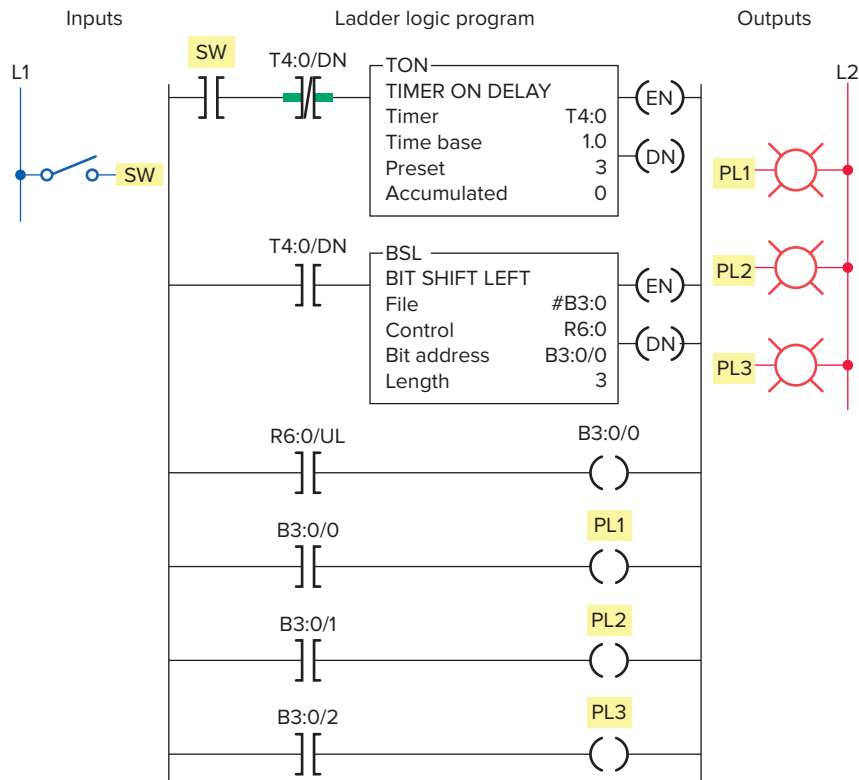 Inputs
Ladder logic program
Outputs
L1
L2
SW
SW
T4:0/DN
TON
TIMER ON DELAY
Timer T4:0
Time base 1.0
Preset 3
Accumulated 0
EN
DN
PL1
T4:0/DN
BSL
BIT SHIFT LEFT
File #B3:0
Control R6:0
Bit address B3:0/0
Length 3
EN
DN
PL2
PL3
R6:0/UL
B3:0/0
B3:0/0
PL1
B3:0/1
PL2
B3:0/2
PL3